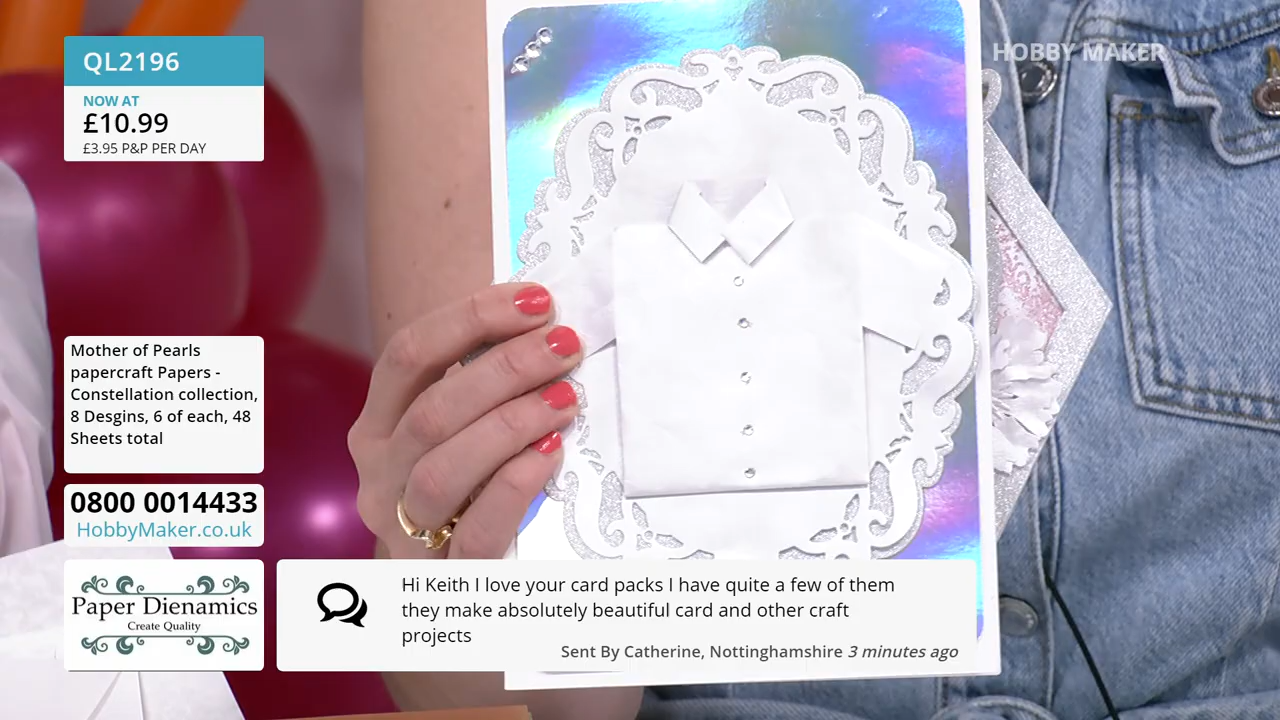 QL2196
NOW AT
£10.99
£3.95 P&P PER DAY
HOBBY MAKER
Mother of Pearls
papercraft Papers -
Constellation collection,
8 Desgins, 6 of each, 48
Sheets total
0800 0014433
HobbyMaker.co.uk
Paper Dienamics
Create Quality
Hi Keith I love your card packs I have quite a few of them
they make absolutely beautiful card and other craft
projects
Sent By Catherine, Nottinghamshire 3 minutes ago